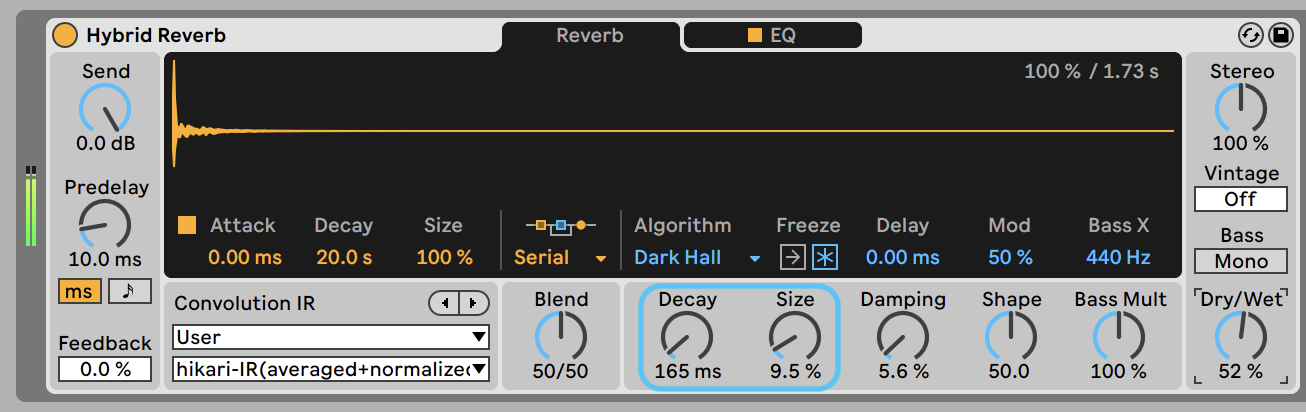 Hybrid Reverb
Reverb
EQ
Send
0.0 dB
Predelay
10.0 ms
ms
Feedback
0.0 %
100 % / 1.73 s
Attack Decay Size
0.00 ms 20.0 s 100 %
Serial
Algorithm Freeze Delay Mod Bass X
Dark Hall 0.00 ms 50 % 440 Hz
Convolution IR
User
hikari-IR(averaged+normalize
Blend
50/50
Decay Size Damping Shape Bass Mult
165 ms 9.5 % 5.6 % 50.0 100 %
Stereo
100 %
Vintage
Off
Bass
Mono
Dry/Wet
52 %